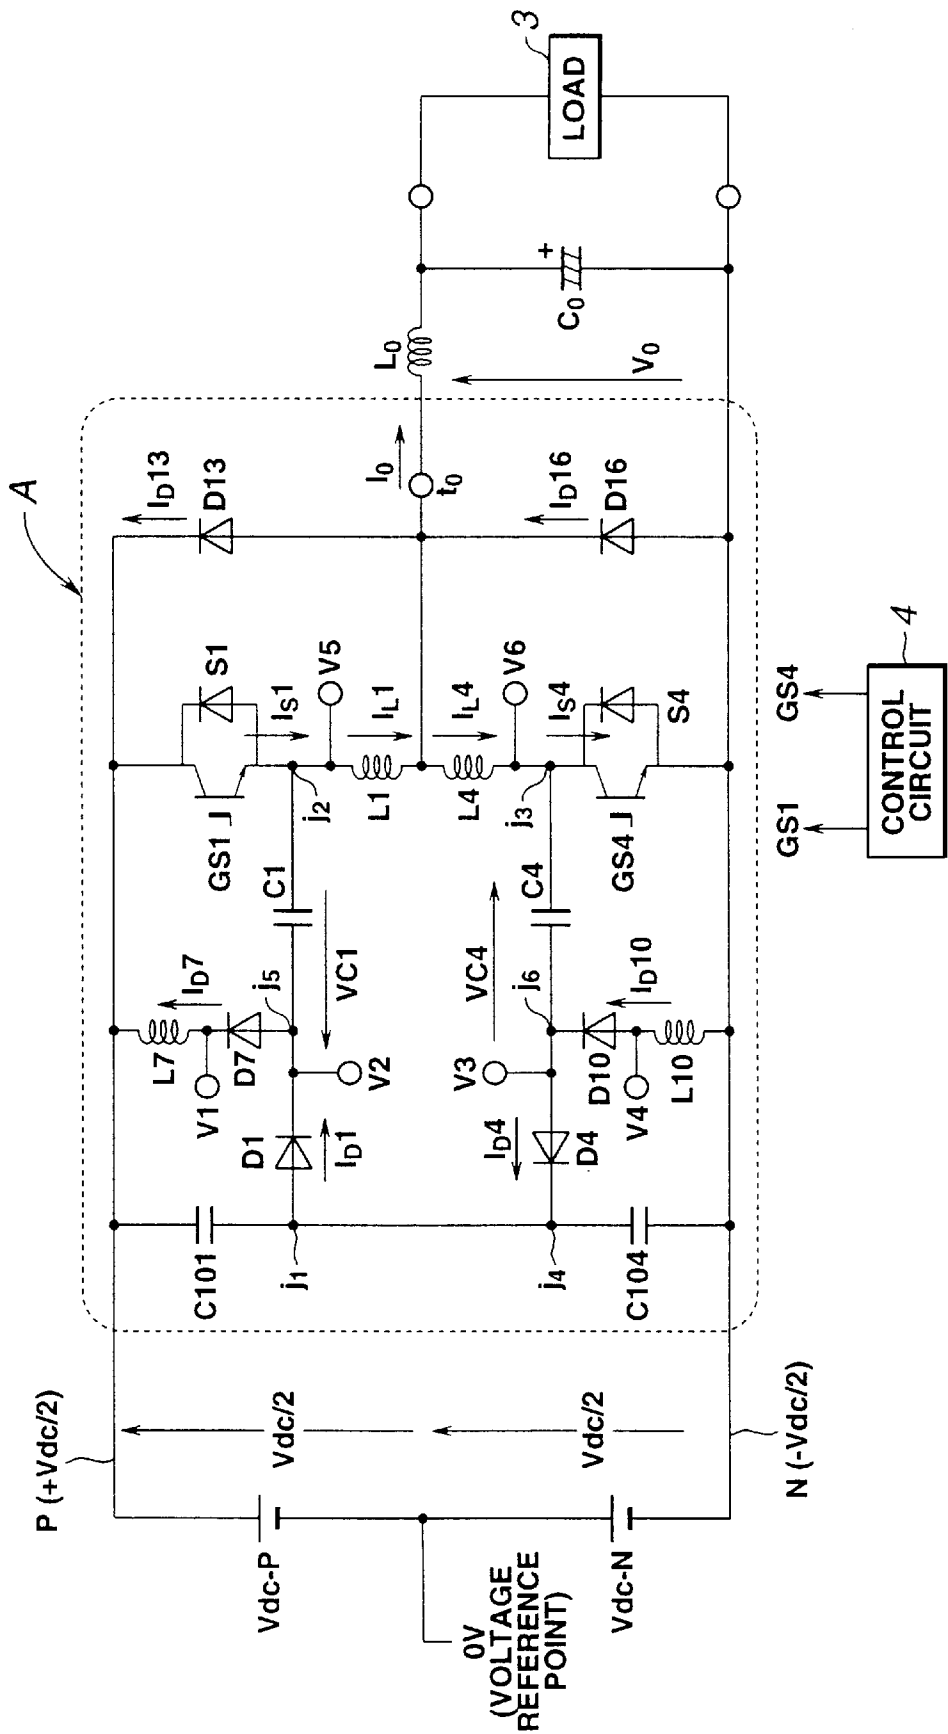 A
P (+Vdc/2)
Vdc-P
Vdc/2
0V
(VOLTAGE
REFERENCE
POINT)
Vdc/2
Vdc-N
N (-Vdc/2)
C101
j1
j4
C104
L7
ID7
V1
D7
j5
D1
ID1
V2
VC1
C1
GS1
S1
IS1
j2
V5
IL1
L1
L4
IL4
V6
j3
IS4
S4
GS4
C4
VC4
V3
j6
ID4
D4
D10
ID10
V4
L10
ID13
D13
I0
t0
ID16
D16
L0
V0
C0
+
LOAD
3
GS1
GS4
CONTROL
CIRCUIT
4